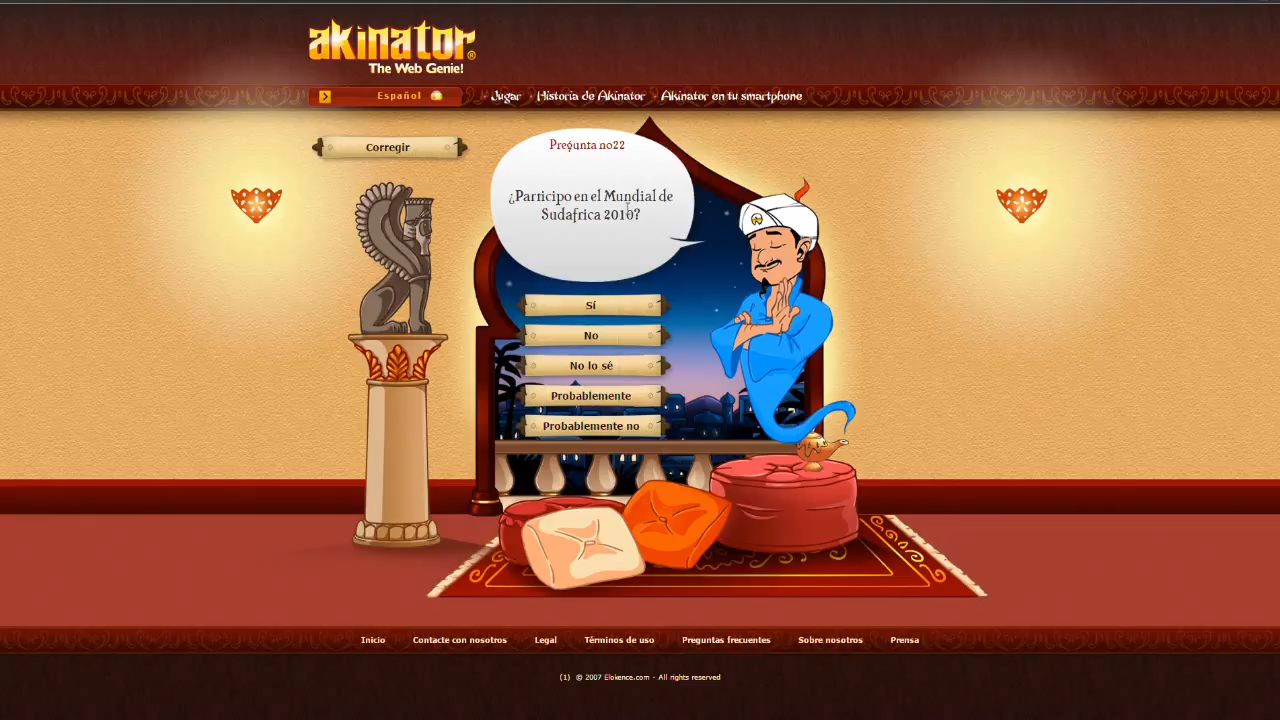 akinator®
The Web Genie!
Español
- Jugar - Historia de Akinator - Akinator en tu smartphone
Corregir
Pregunta no22
¿Participo en el Mundial de
Sudafrica 2010?
Sí
No
No lo sé
Probablemente
Probablemente no
Inicio Contacte con nosotros Legal Términos de uso Preguntas frecuentes Sobre nosotros Prensa
(1) © 2007 Elokence.com - All rights reserved